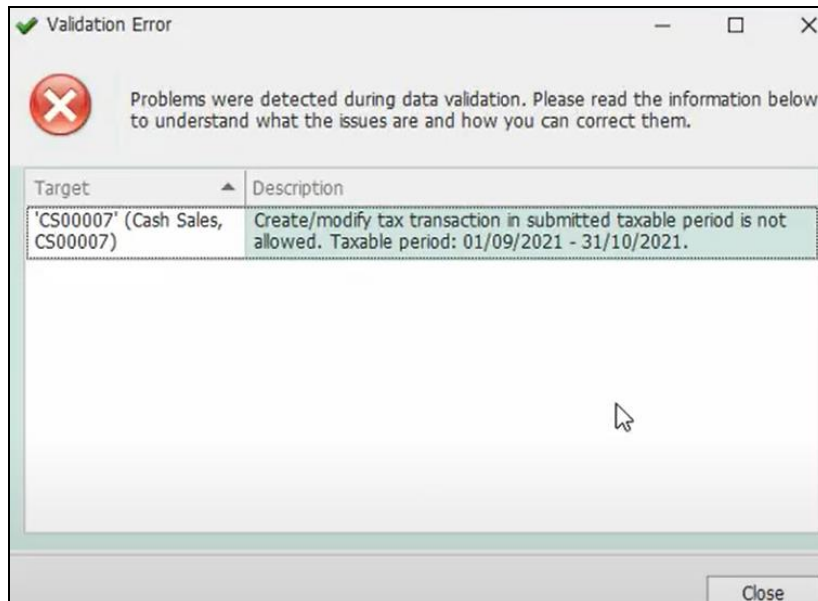 Validation Error
Problems were detected during data validation. Please read the information below
to understand what the issues are and how you can correct them.
Target
Description
'CS00007' (Cash Sales,
CS00007)
Create/modify tax transaction in submitted taxable period is not
allowed. Taxable period: 01/09/2021 - 31/10/2021.
Close